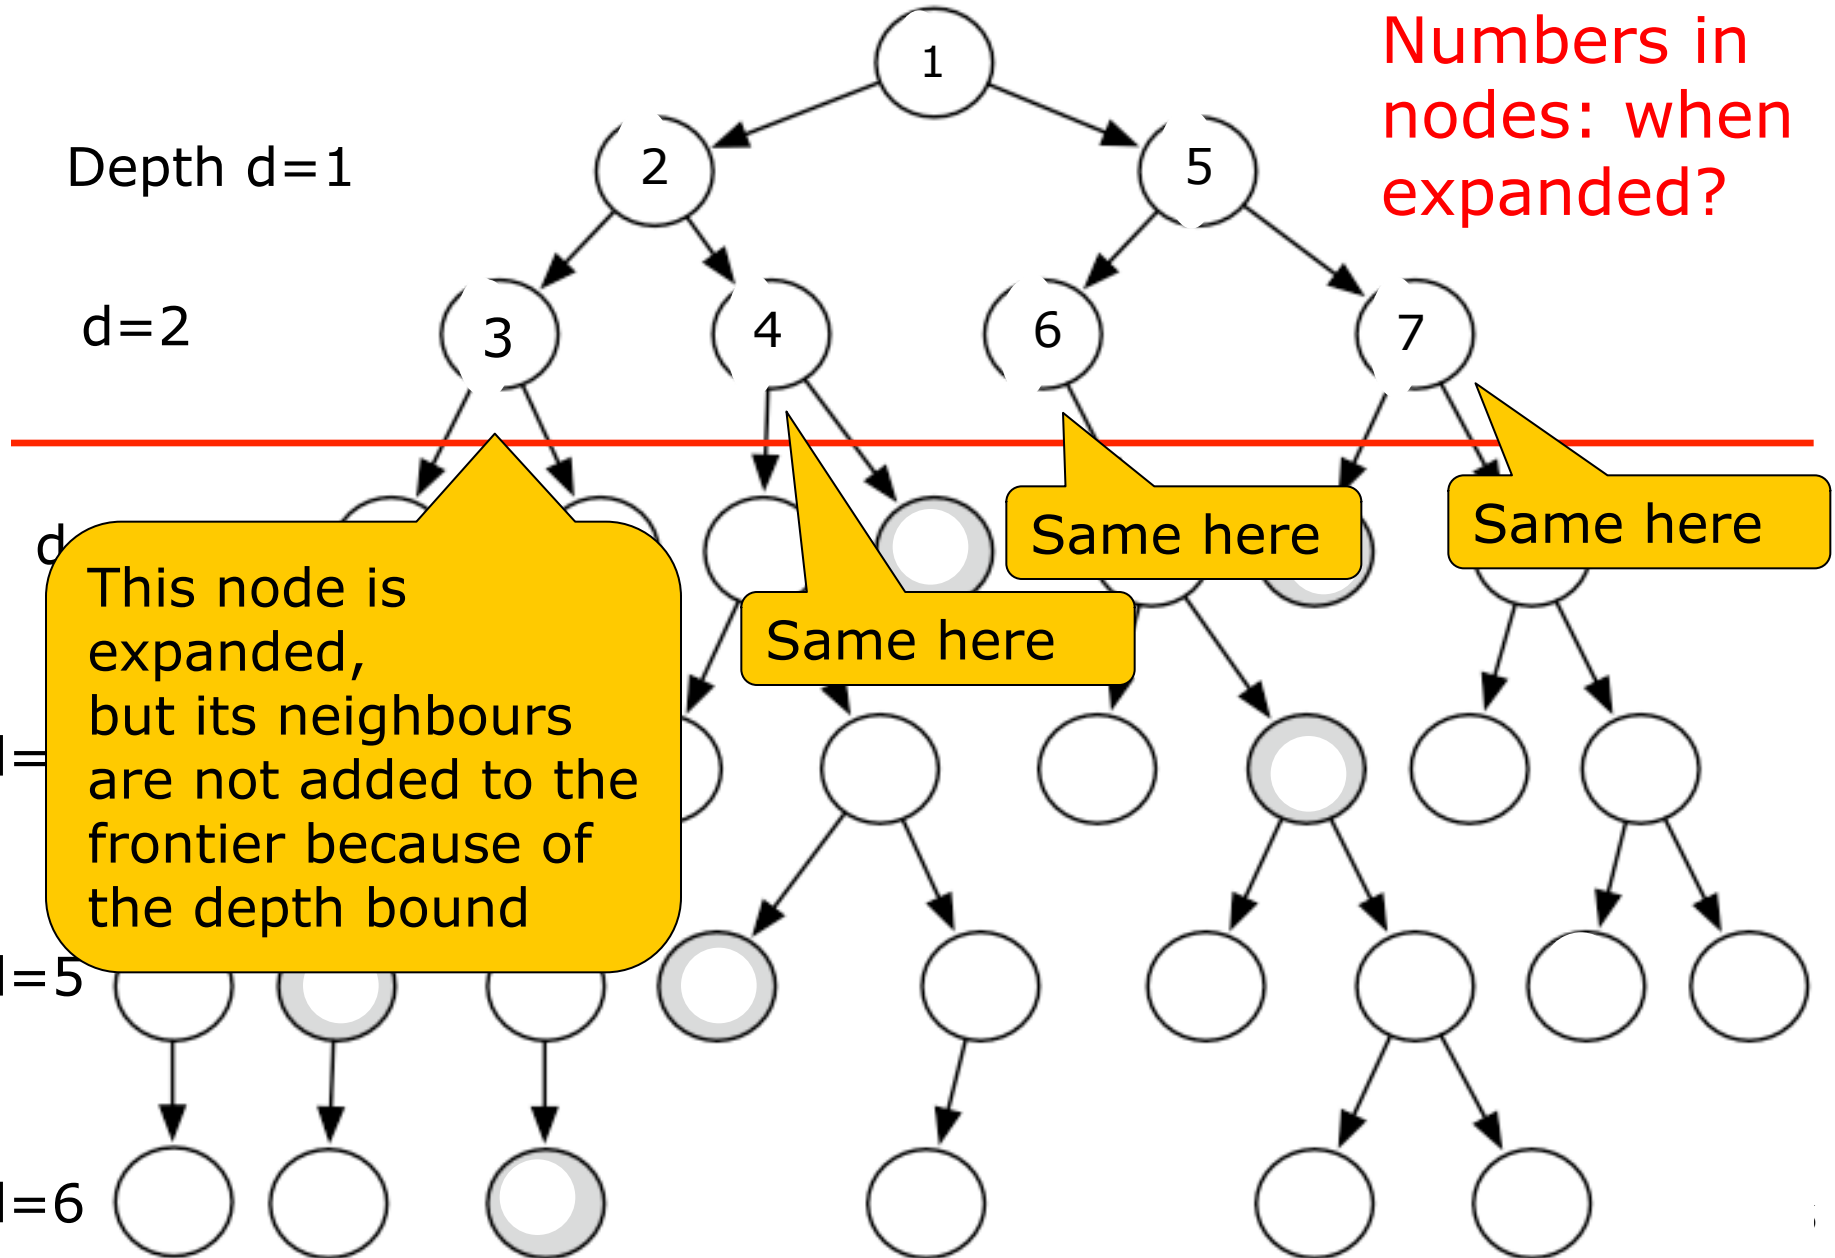 1
Numbers in
nodes: when
expanded?
Depth d=1
2
5
d=2
3
4
6
7
d
Same here
Same here
This node is
expanded,
but its neighbours
are not added to the
frontier because of
the depth bound
Same here
=
=5
=6